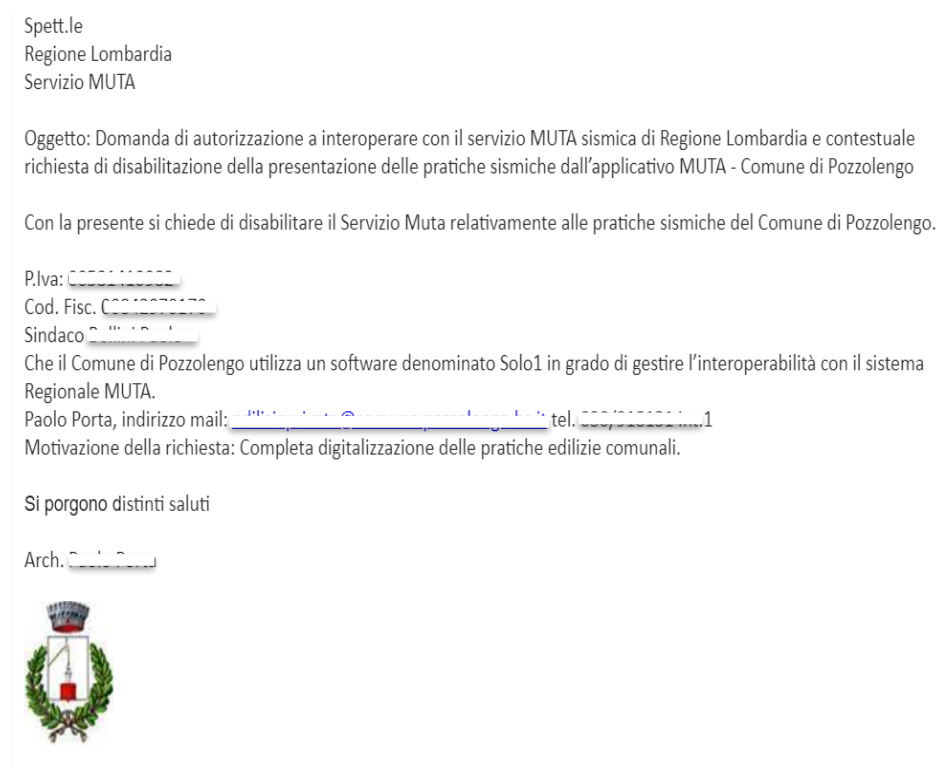 Spett.le
Regione Lombardia
Servizio MUTA
Oggetto: Domanda di autorizzazione a interoperare con il servizio MUTA sismica di Regione Lombardia e contestuale
richiesta di disabilitazione della presentazione delle pratiche sismiche dall'applicativo MUTA - Comune di Pozzolengo
Con la presente si chiede di disabilitare il Servizio Muta relativamente alle pratiche sismiche del Comune di Pozzolengo.
P.Iva:
Cod. Fisc.
Sindaco
Che il Comune di Pozzolengo utilizza un software denominato Solo1 in grado di gestire l'interoperabilità con il sistema
Regionale MUTA.
Paolo Porta, indirizzo mail: tel. 1
Motivazione della richiesta: Completa digitalizzazione delle pratiche edilizie comunali.
Si porgono distinti saluti
Arch.